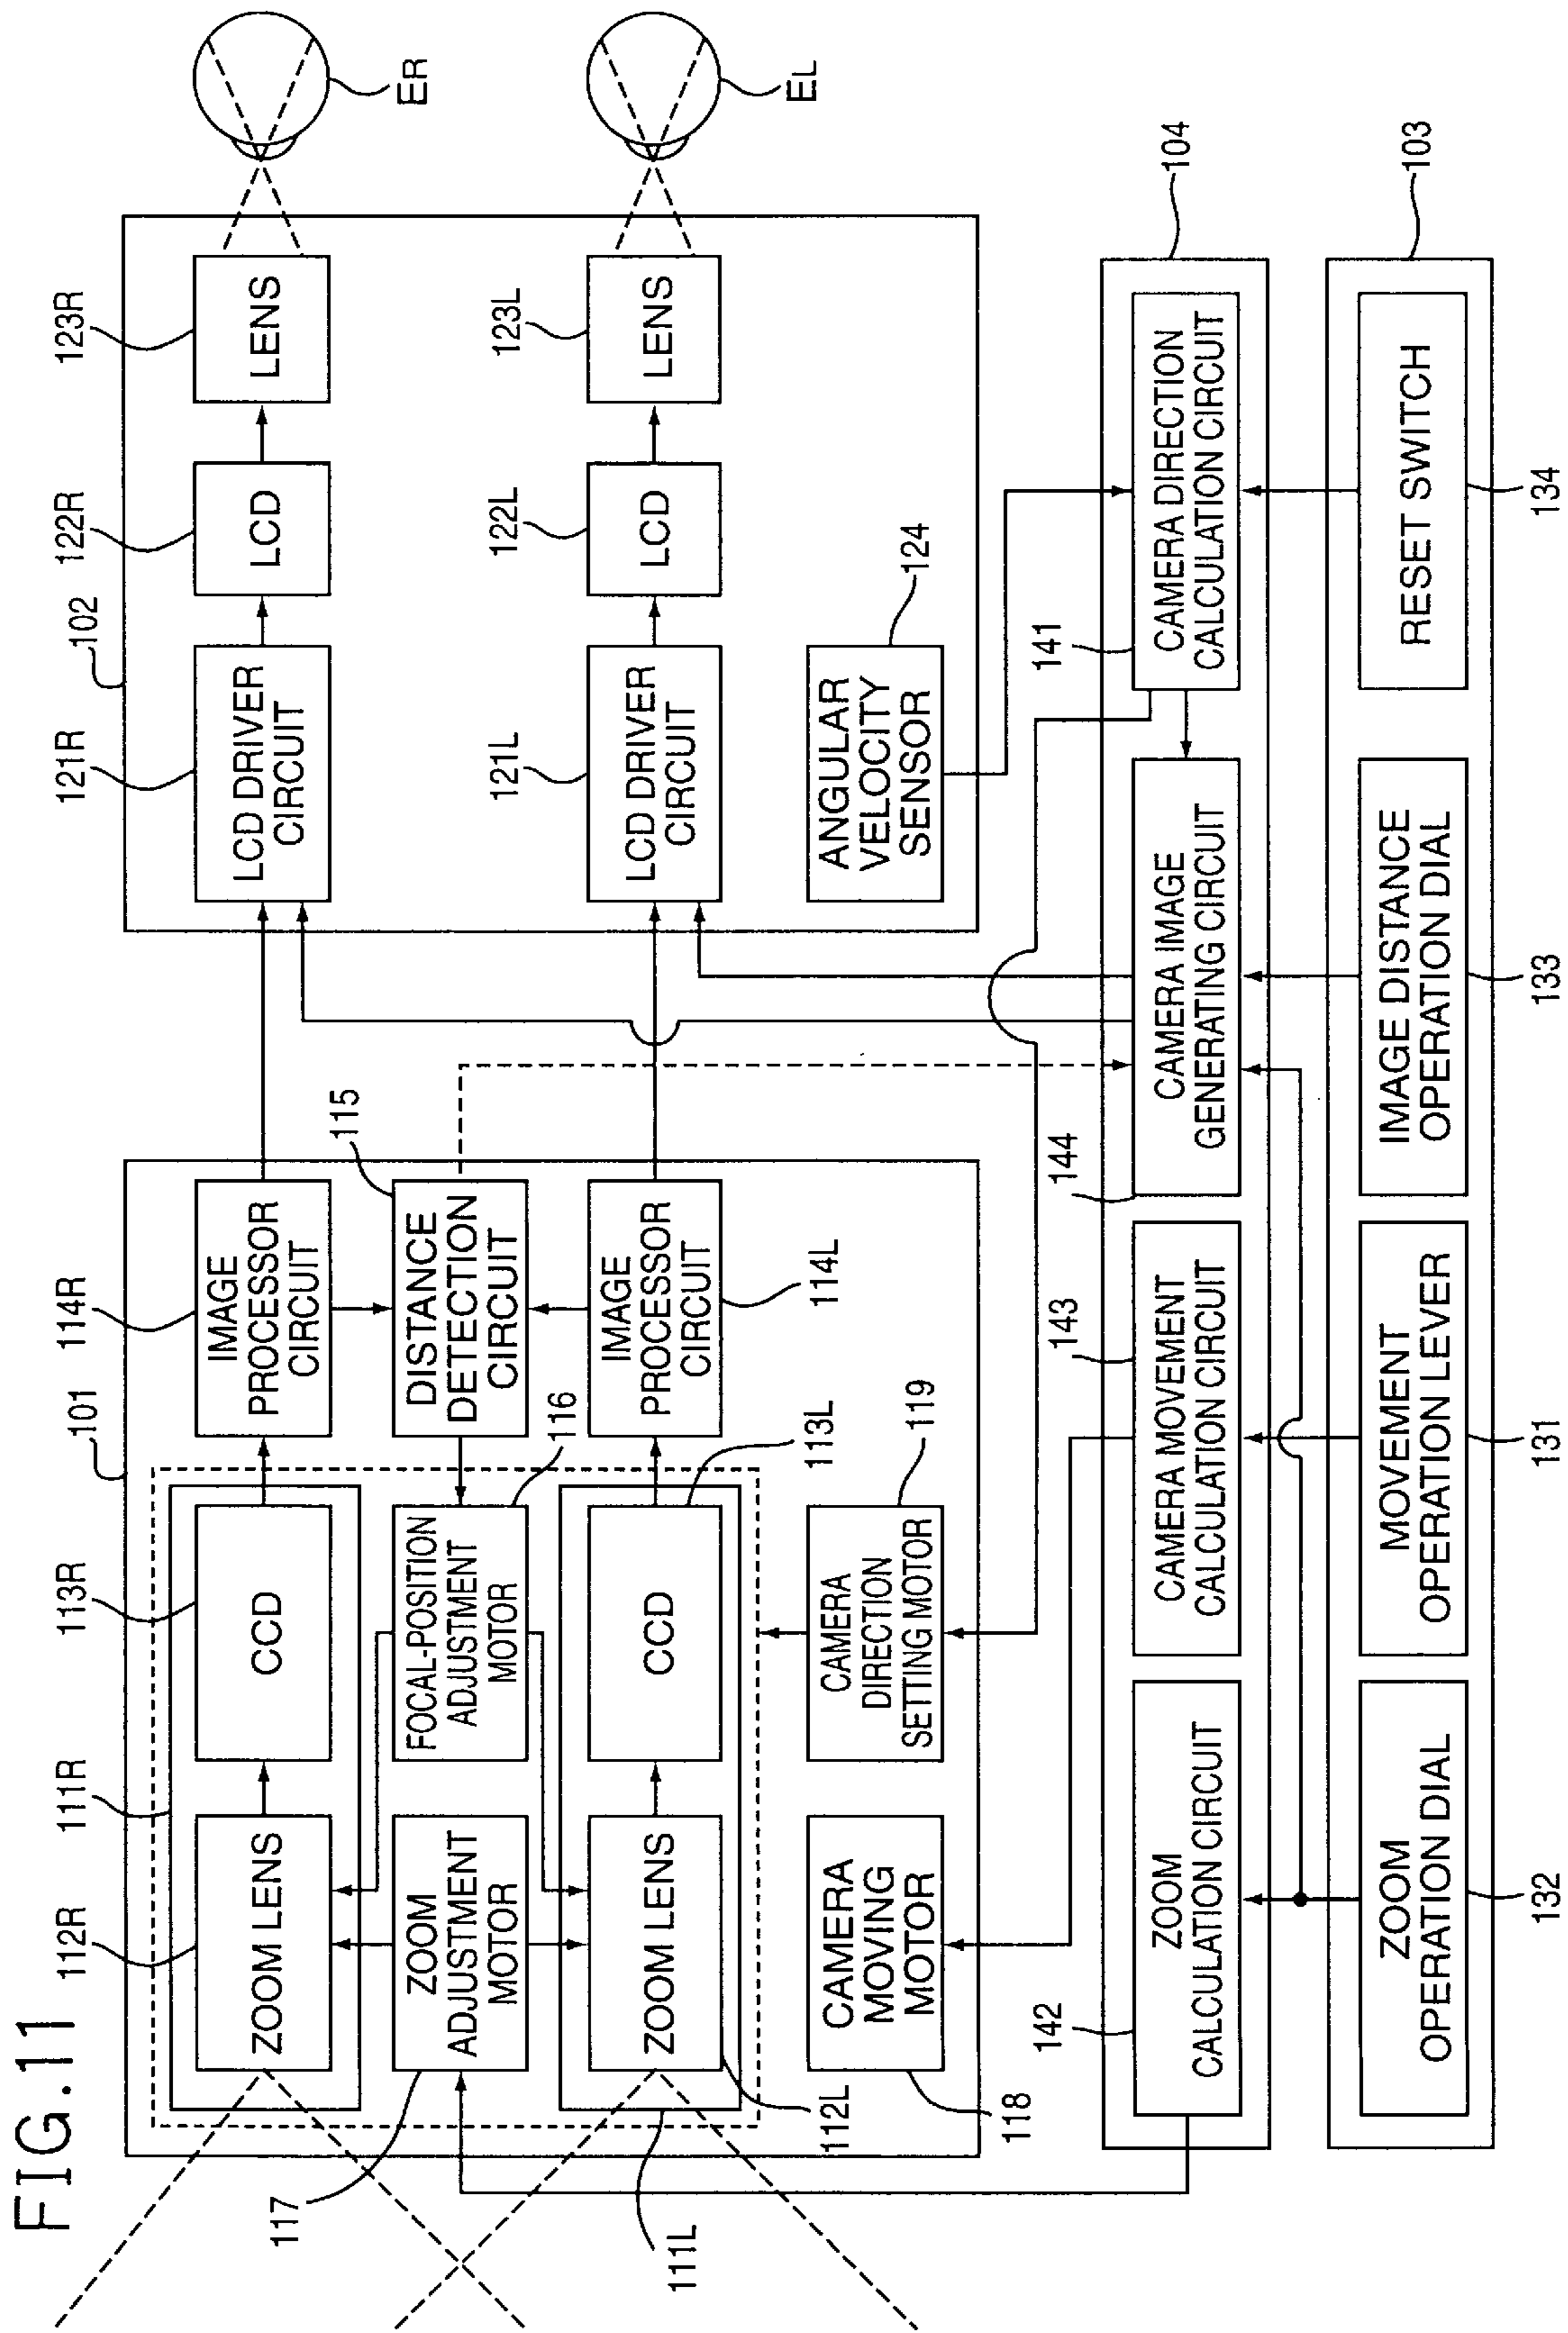 FIG.11
101
111R
112R
113R
114R
ZOOM LENS
CCD
IMAGE
PROCESSOR
CIRCUIT
117
ZOOM
ADJUSTMENT
MOTOR
FOCAL-POSITION
ADJUSTMENT
MOTOR
116
DISTANCE
DETECTION
CIRCUIT
115
111L
112L
ZOOM LENS
CCD
113L
IMAGE
PROCESSOR
CIRCUIT
114L
118
CAMERA
MOVING
MOTOR
CAMERA
DIRECTION
SETTING MOTOR
119
102
121R
122R
123R
LCD DRIVER
CIRCUIT
LCD
LENS
ER
121L
122L
123L
LCD DRIVER
CIRCUIT
LCD
LENS
EL
ANGULAR
VELOCITY
SENSOR
124
142
ZOOM
CALCULATION CIRCUIT
143
CAMERA MOVEMENT
CALCULATION CIRCUIT
144
CAMERA IMAGE
GENERATING CIRCUIT
141
CAMERA DIRECTION
CALCULATION CIRCUIT
104
ZOOM
OPERATION DIAL
132
MOVEMENT
OPERATION LEVER
131
IMAGE DISTANCE
OPERATION DIAL
133
RESET SWITCH
134
103